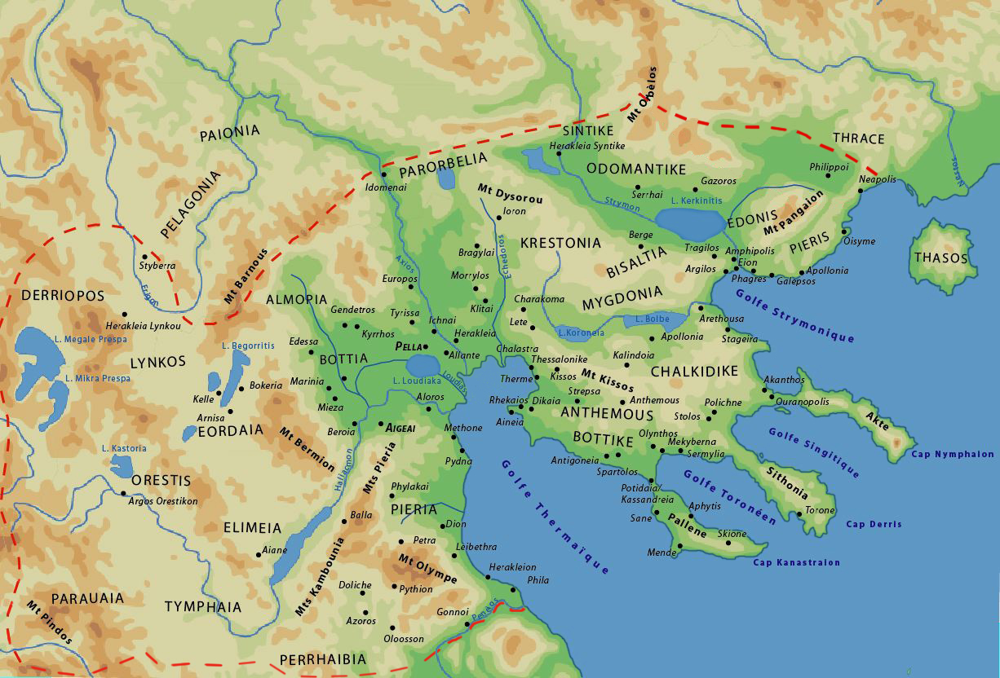 Mt Orbèlos
SINTIKE
PAIONIA
THRACE
Herakleia Syntike
PARORBELIA
ODOMANTIKE
Philippoi
Nestos
Idomenai
Gazoros
Neapolis
PELAGONIA
Mt Dysorou
Serrhai
L. Kerkinitis
Strymon
Ioron
EDONIS
Mt Pangaion
Berge
KRESTONIA
PIERIS
Oisyme
Bragylai
Echedoros
Tragilos
Amphipolis
THASOS
Styberra
Axios
BISALTIA
Argilos
Eion
Apollonia
Mt Barnous
Europos
Morrylos
Phagres
Galepsos
DERRIOPOS
Erigon
ALMOPIA
Charakoma
MYGDONIA
Golfe Strymonique
Gendetros
Tyrissa
Klitai
Herakleia Lynkou
Kyrrhos
Ichnai
Lete
L. Bolbe
Arethousa
L. Megale Prespa
L. Begorritis
Edessa
Herakleia
L.Koroneia
Apollonia
Stageira
PELLA
Chalastra
LYNKOS
BOTTIA
Allante
Thessalonike
Kalindoia
L. Mikra Prespa
Bokeria
Marinia
L. Loudiaka
Loudias
Therme
Kissos
Mt Kissos
CHALKIDIKE
Akanthos
Kelle
Mieza
Aloros
Rhekaios
Dikaia
Strepsa
Anthemous
Polichne
Ouranopolis
Arnisa
Aineia
ANTHEMOUS
Stolos
Akte
EORDAIA
Beroia
AIGEAI
Methone
BOTTIKE
Olynthos
Mekyberna
Golfe Singitique
L. Kastoria
Mt Bermion
Pydna
Antigoneia
Sermylia
Cap Nymphaion
Haliacmon
Mts Pieria
Golfe Thermaïque
Spartolos
Golfe Toronéen
Sithonia
ORESTIS
Phylakai
Potidaia/
Kassandreia
Argos Orestikon
PIERIA
Aphytis
Torone
Balla
Dion
Sane
Pallene
Cap Derris
ELIMEIA
Petra
Leibethra
Skione
Aiane
Mende
Cap Kanastraion
Mts Kambounia
Mt Olympe
Herakleion
Doliche
Pythion
Phila
PARAUAIA
TYMPHAIA
Gonnoi
Penéos
Mt Pindos
Azoros
Oloosson
PERRHAIBIA